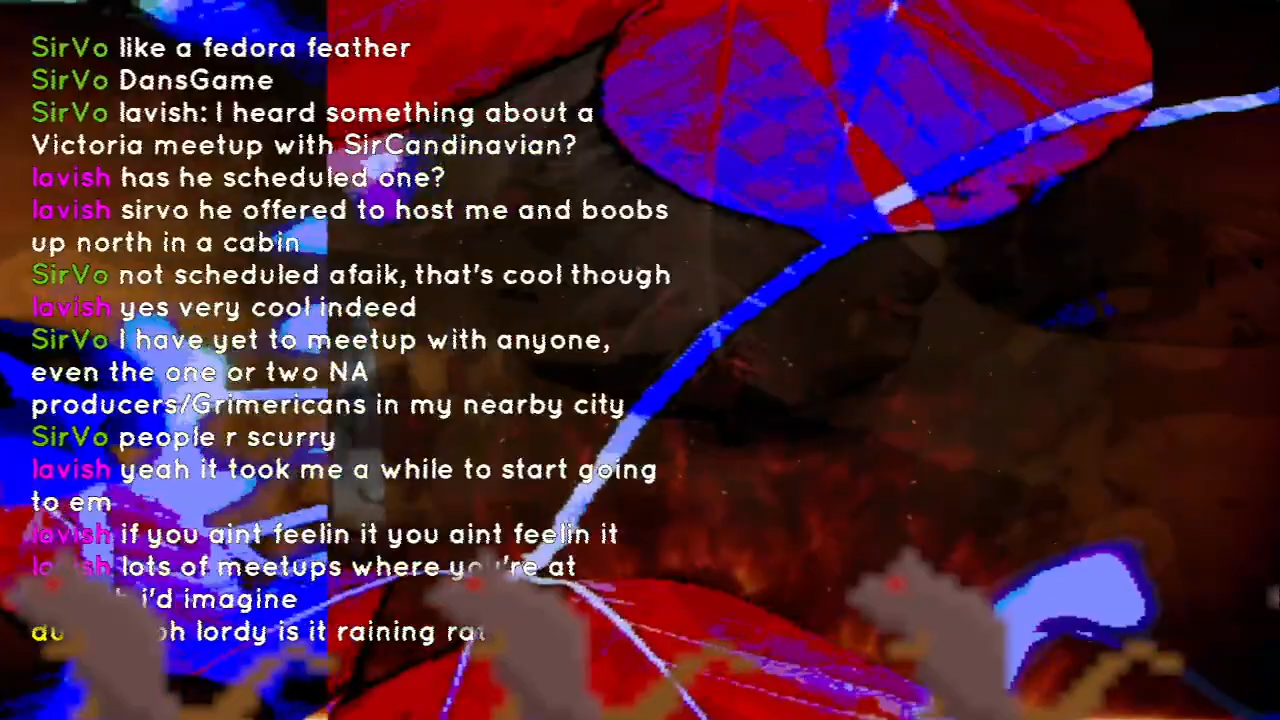 SirVo like a fedora feather
SirVo DansGame
SirVo lavish: I heard something about a
Victoria meetup with SirCandinavian?
lavish has he scheduled one?
lavish sirvo he offered to host me and boobs
up north in a cabin
SirVo not scheduled afaik, that's cool though
lavish yes very cool indeed
SirVo I have yet to meetup with anyone,
even the one or two NA
producers/Grimericans in my nearby city
SirVo people r scurry
lavish yeah it took me a while to start going
to em
lavish if you aint feelin it you aint feelin it
lavish lots of meetups where you're at
i'd imagine
oh lordy is it raining